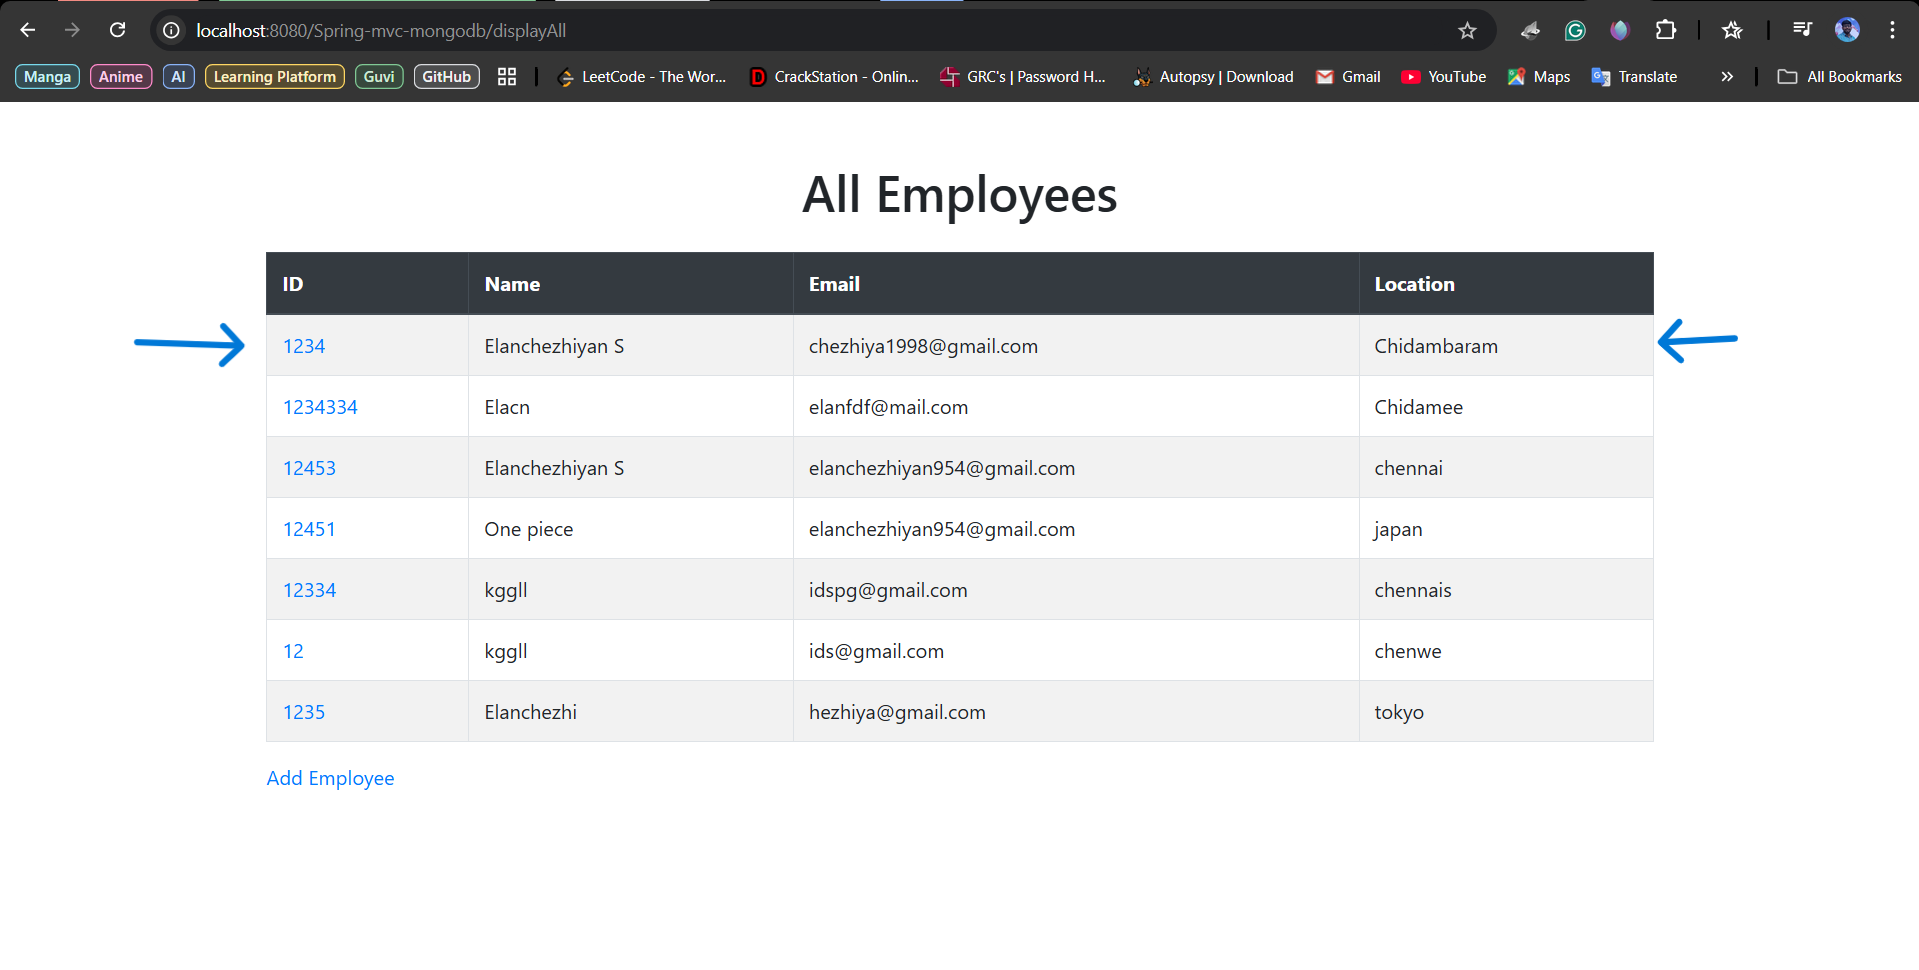 localhost:8080/Spring-mvc-mongodb/displayAll
Manga Anime AI Learning Platform Guvi GitHub LeetCode - The Wor... CrackStation - Onlin... GRC's | Password H... Autopsy | Download Gmail YouTube Maps Translate » All Bookmarks
All Employees
ID Name Email Location
1234 Elanchezhiyan S chezhiya1998@gmail.com Chidambaram
1234334 Elacn elanfdf@mail.com Chidamee
12453 Elanchezhiyan S elanchezhiyan954@gmail.com chennai
12451 One piece elanchezhiyan954@gmail.com japan
12334 kggll idspg@gmail.com chennais
12 kggll ids@gmail.com chenwe
1235 Elanchezhi hezhiya@gmail.com tokyo
Add Employee